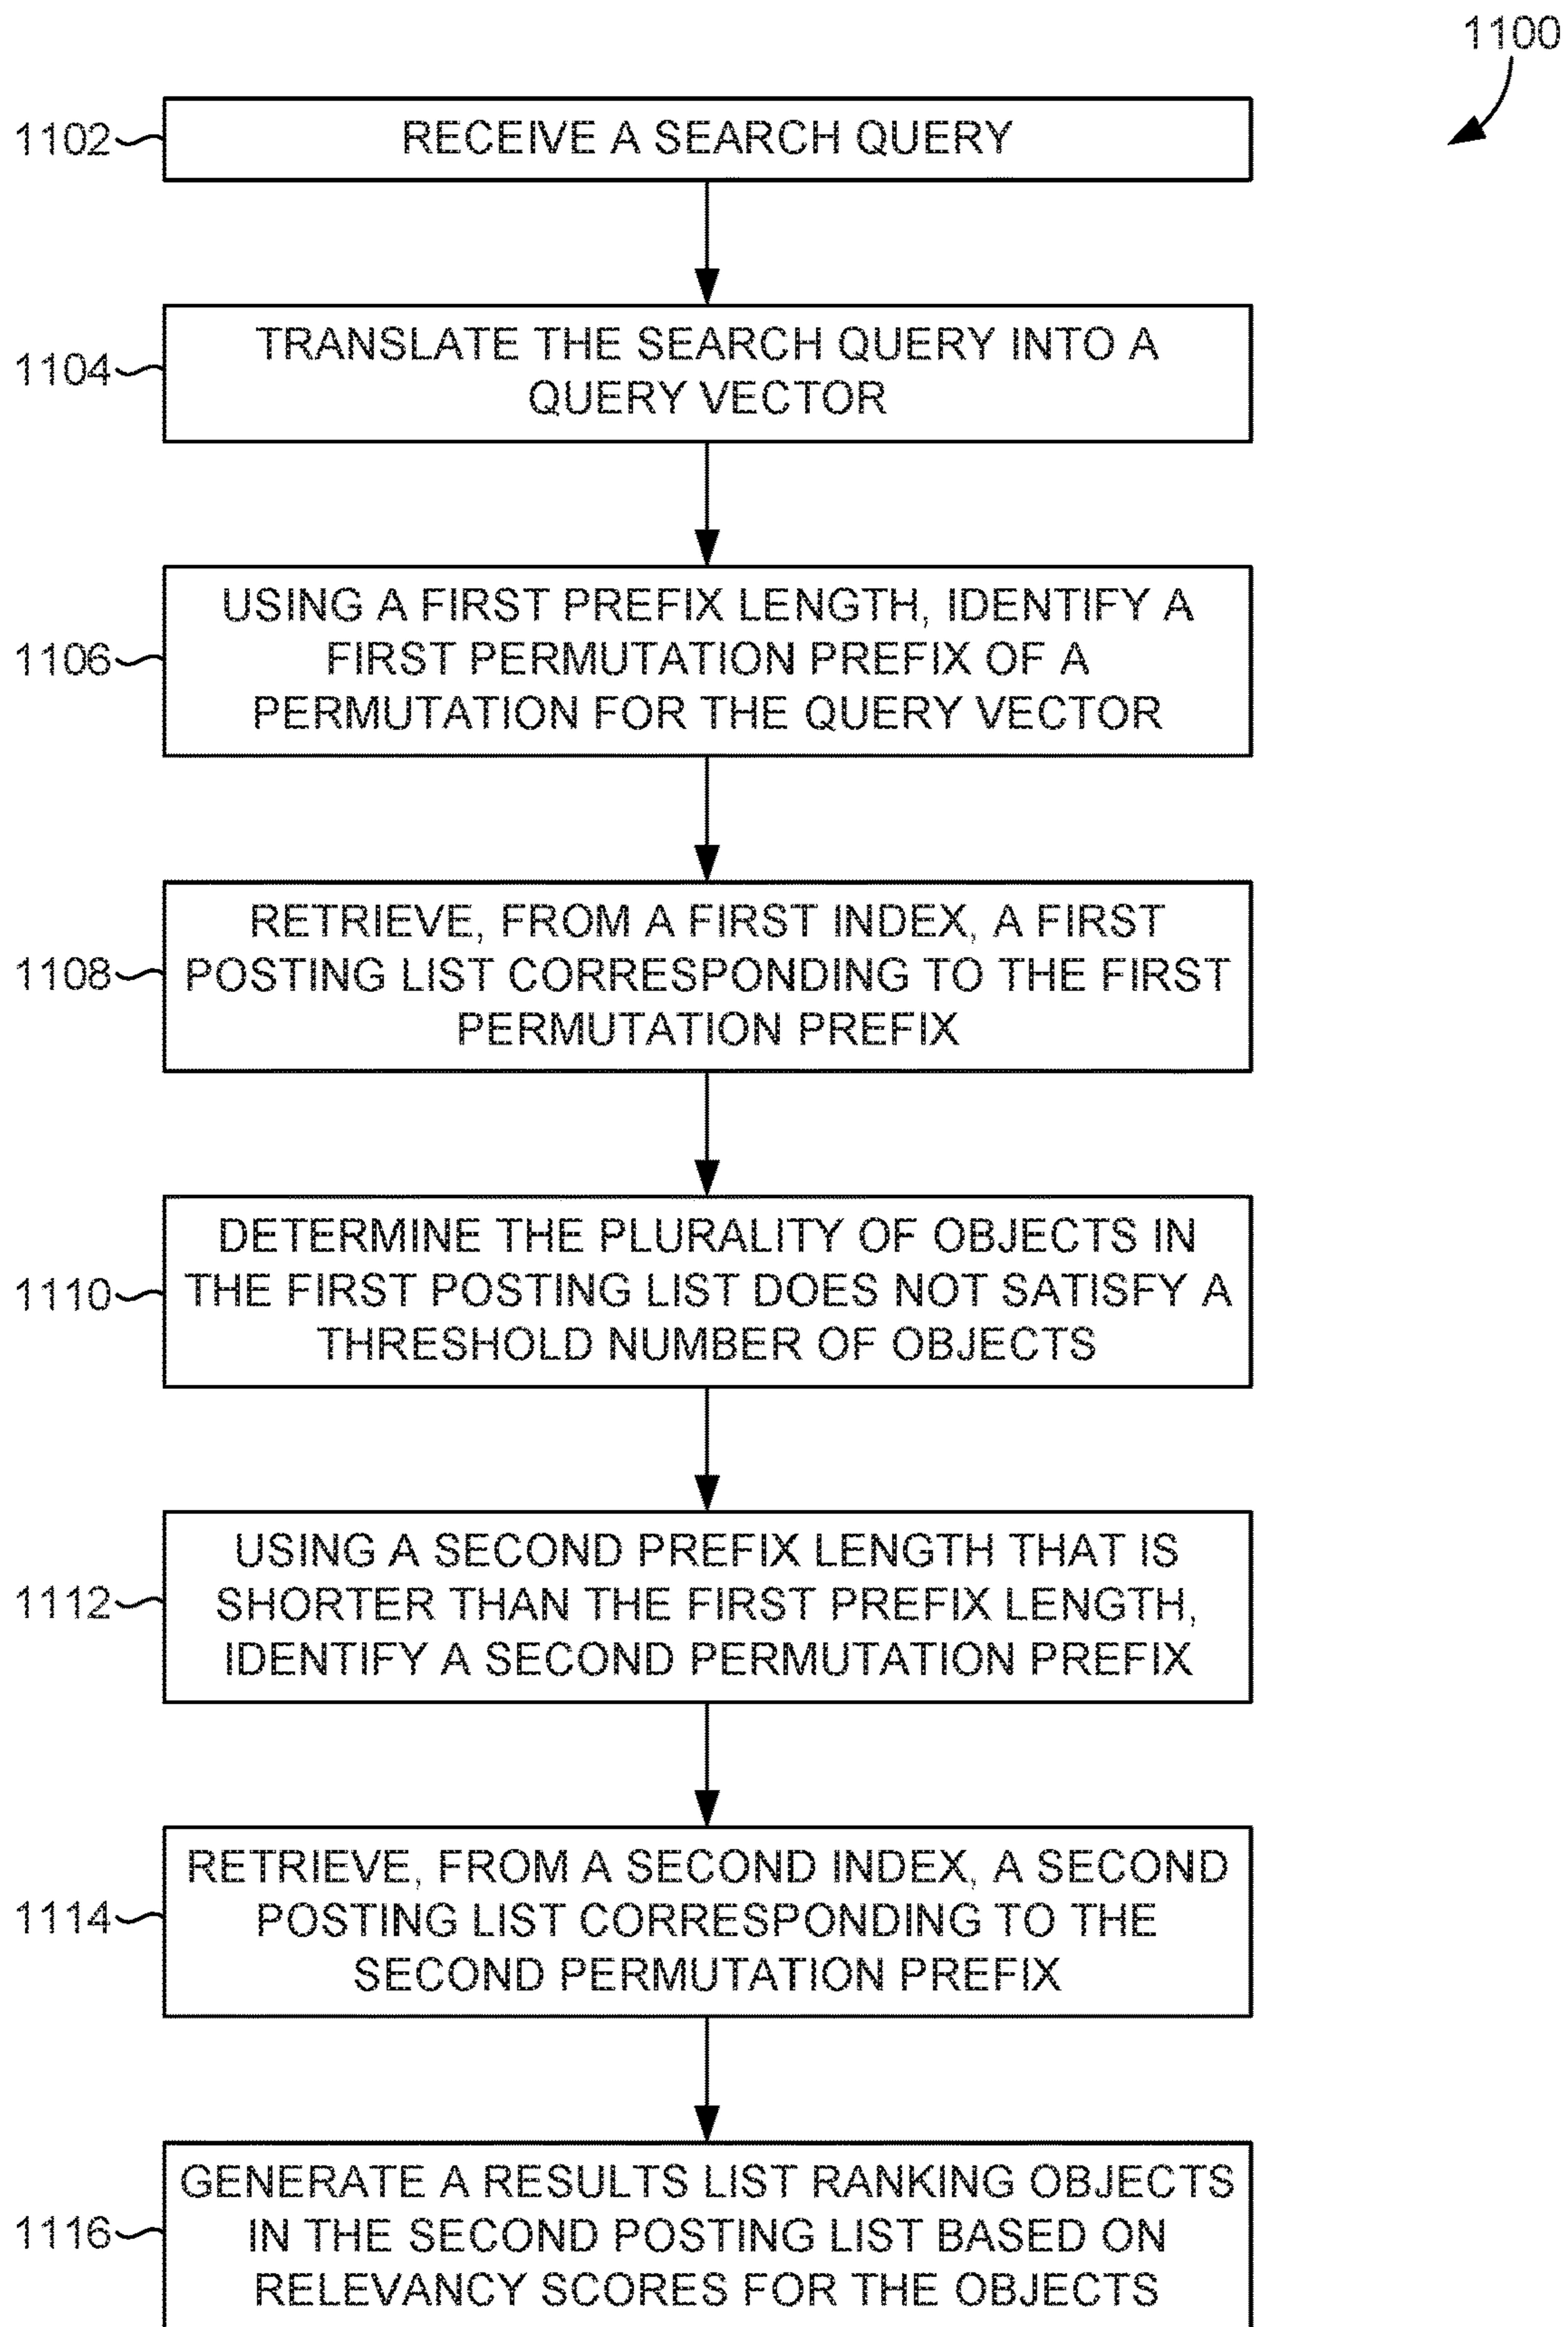 1100
1102
RECEIVE A SEARCH QUERY
1104
TRANSLATE THE SEARCH QUERY INTO A
QUERY VECTOR
1106
USING A FIRST PREFIX LENGTH, IDENTIFY A
FIRST PERMUTATION PREFIX OF A
PERMUTATION FOR THE QUERY VECTOR
1108
RETRIEVE, FROM A FIRST INDEX, A FIRST
POSTING LIST CORRESPONDING TO THE FIRST
PERMUTATION PREFIX
1110
DETERMINE THE PLURALITY OF OBJECTS IN
THE FIRST POSTING LIST DOES NOT SATISFY A
THRESHOLD NUMBER OF OBJECTS
1112
USING A SECOND PREFIX LENGTH THAT IS
SHORTER THAN THE FIRST PREFIX LENGTH,
IDENTIFY A SECOND PERMUTATION PREFIX
1114
RETRIEVE, FROM A SECOND INDEX, A SECOND
POSTING LIST CORRESPONDING TO THE
SECOND PERMUTATION PREFIX
1116
GENERATE A RESULTS LIST RANKING OBJECTS
IN THE SECOND POSTING LIST BASED ON
RELEVANCY SCORES FOR THE OBJECTS